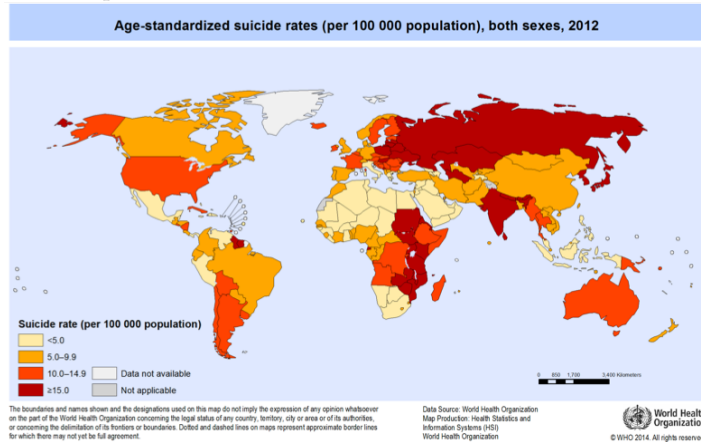 Age-standardized suicide rates (per 100 000 population), both sexes, 2012
Suicide rate (per 100 000 population)
<5.0
5.0–9.9
10.0–14.9
≥15.0
Data not available
Not applicable
0 850 1,700 3,400 Kilometers
The boundaries and names shown and the designations used on this map do not imply the expression of any opinion whatsoever
on the part of the World Health Organization concerning the legal status of any country, territory, city or area or of its authorities,
or concerning the delimitation of its frontiers or boundaries. Dotted and dashed lines on maps represent approximate border lines
for which there may not yet be full agreement.
Data Source: World Health Organization
Map Production: Health Statistics and
Information Systems (HSI)
World Health Organization
World Healt
Organizatio
© WHO 2014. All rights reserve